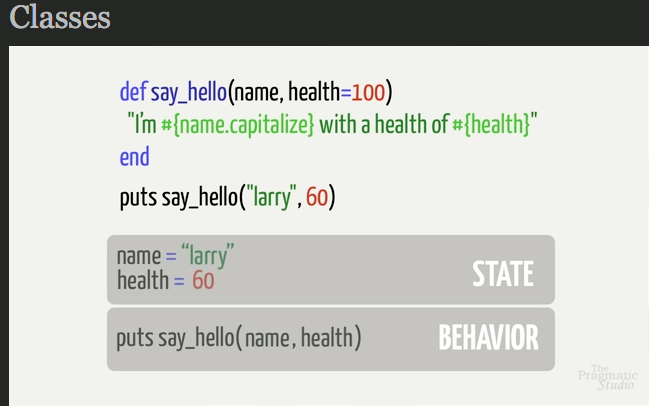 Classes
def say_hello(name, health=100)
"I’m #{name.capitalize} with a health of #{health}"
end
puts say_hello("larry", 60)
name = “larry”
health = 60
STATE
puts say_hello(name, health)
BEHAVIOR
The
Pragmatic
Studio